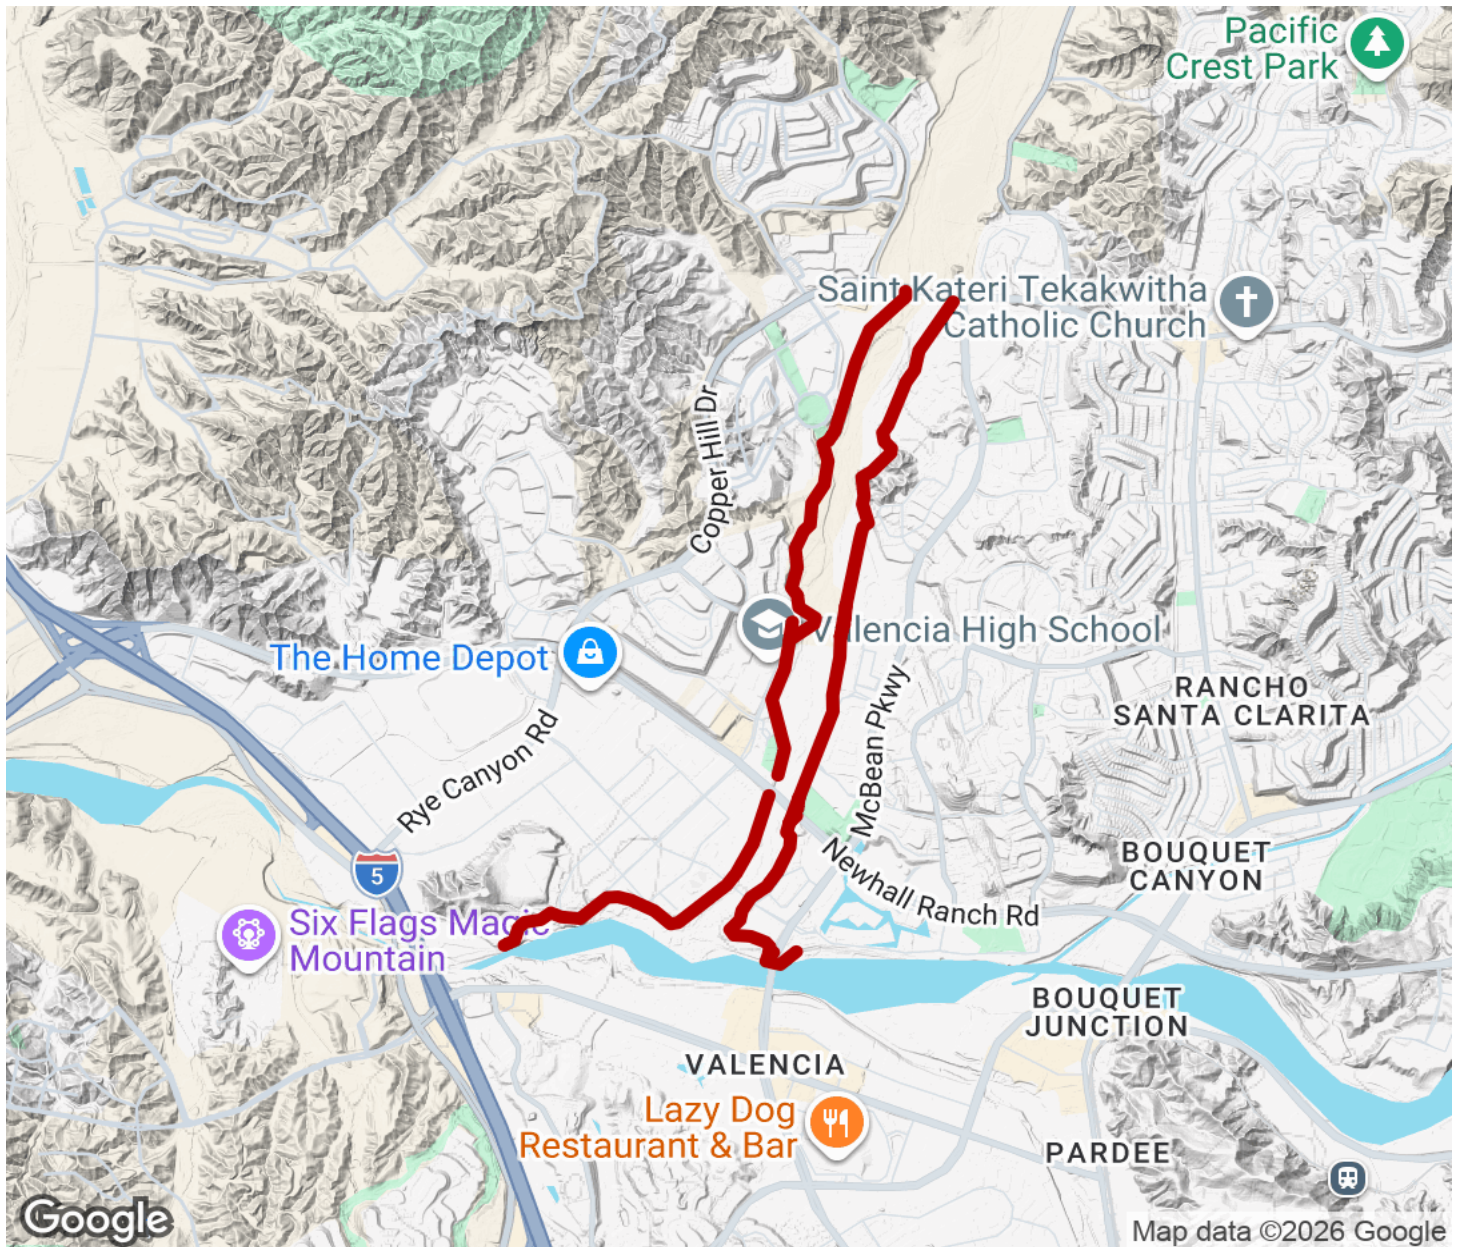 Pacific
Crest Park
Saint Kateri Tekakwitha
Catholic Church
Copper Hill Dr
Valencia High School
The Home Depot
RANCHO
SANTA CLARITA
McBean Pkwy
Rye Canyon Rd
5
Newhall Ranch Rd
BOUQUET
CANYON
Six Flags Magic
Mountain
BOUQUET
JUNCTION
VALENCIA
Lazy Dog
Restaurant & Bar
PARDEE
Google
Map data ©2026 Google